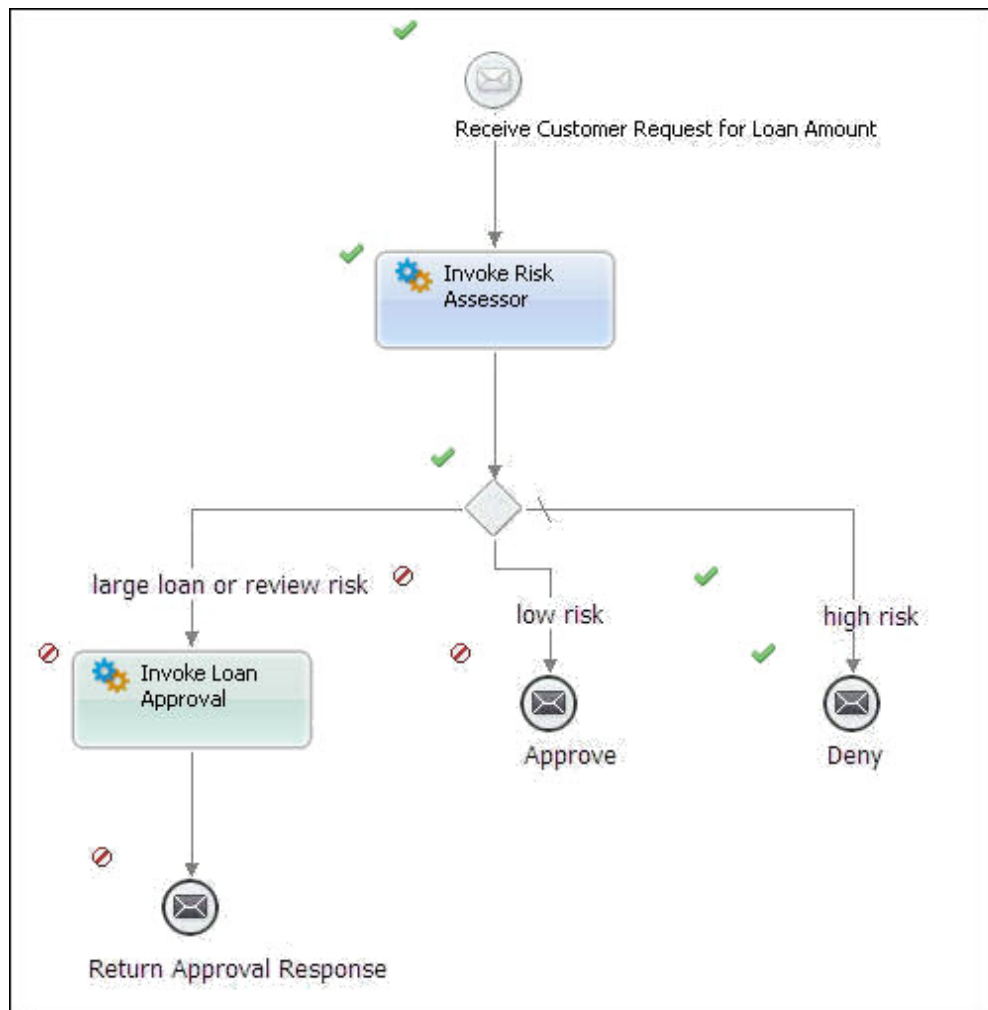 Receive Customer Request for Loan Amount
Invoke Risk
Assessor
large loan or review risk
low risk
high risk
Invoke Loan
Approval
Approve
Deny
Return Approval Response